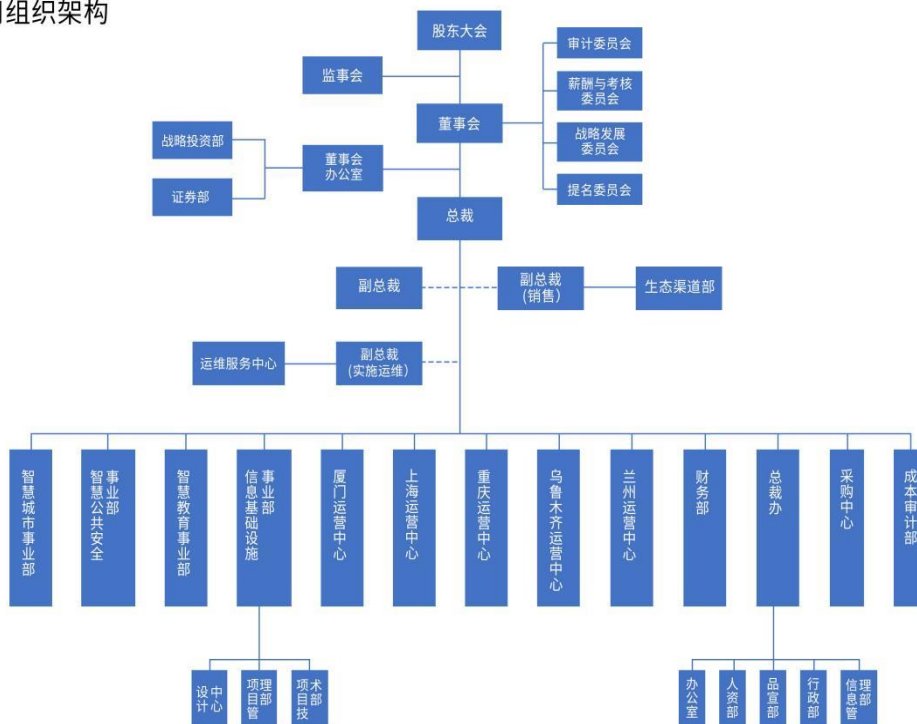 司组织架构
股东大会
监事会
董事会
审计委员会
薪酬与考核
委员会
战略发展
委员会
提名委员会
战略投资部
证券部
董事会
办公室
总裁
副总裁
副总裁
(销售)
生态渠道部
运维服务中心
副总裁
(实施运维)
智慧城市事业部
智慧公共安全
事业部
智慧教育事业部
信息基础设施
事业部
厦门运营中心
上海运营中心
重庆运营中心
乌鲁木齐运营中心
兰州运营中心
财务部
总裁办
采购中心
成本审计部
设计
中心
项目管
理部
项目技
术部
办公室
人资部
品宣部
行政部
信息管
理部